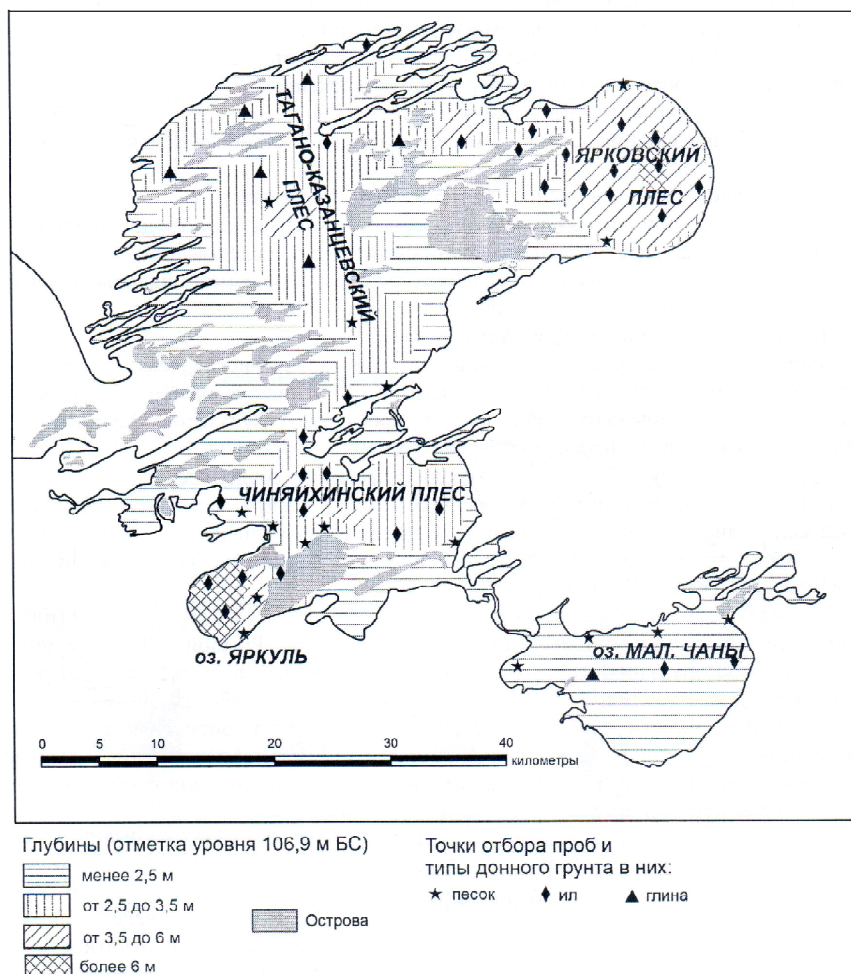 ТАГАНО-КАЗАНЦЕВСКИЙ
ПЛЕС
ЯРКОВСКИЙ
ПЛЕС
ЧИНЯИХИНСКИЙ ПЛЕС
оз. ЯРКУЛЬ
оз. МАЛ. ЧАНЫ
0 5 10 20 30 40
километры
Глубины (отметка уровня 106,9 м БС)
менее 2,5 м
от 2,5 до 3,5 м
от 3,5 до 6 м
более 6 м
Острова
Точки отбора проб и
типы донного грунта в них:
песок ил глина